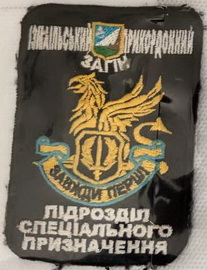 ІЗМАЇЛЬСЬКИЙ ПРИКОРДОННИЙ
ЗАГІН
ЗАВЖДИ ПЕРШІ
ПІДРОЗДІЛ
СПЕЦІАЛЬНОГО
ПРИЗНАЧЕННЯ